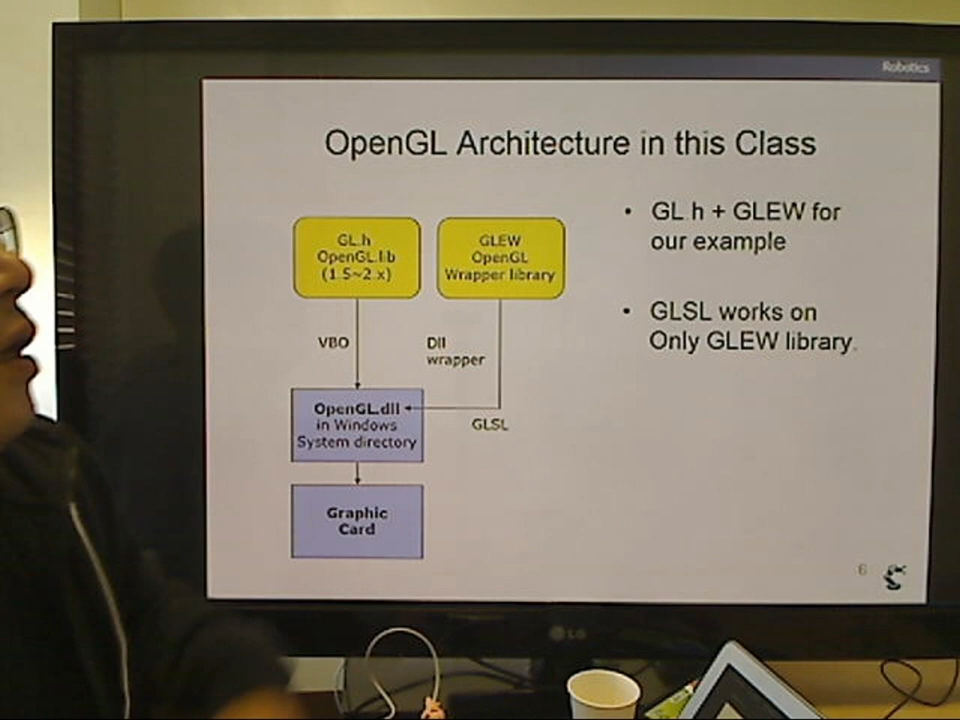 Robotics
OpenGL Architecture in this Class
GL.h
OpenGL.lib
(1.5~2.x)
GLEW
OpenGL
Wrapper library
VBO
Dll
wrapper
OpenGL.dll
in Windows
System directory
GLSL
Graphic
Card
• GL h + GLEW for
our example
• GLSL works on
Only GLEW library.
6
LG